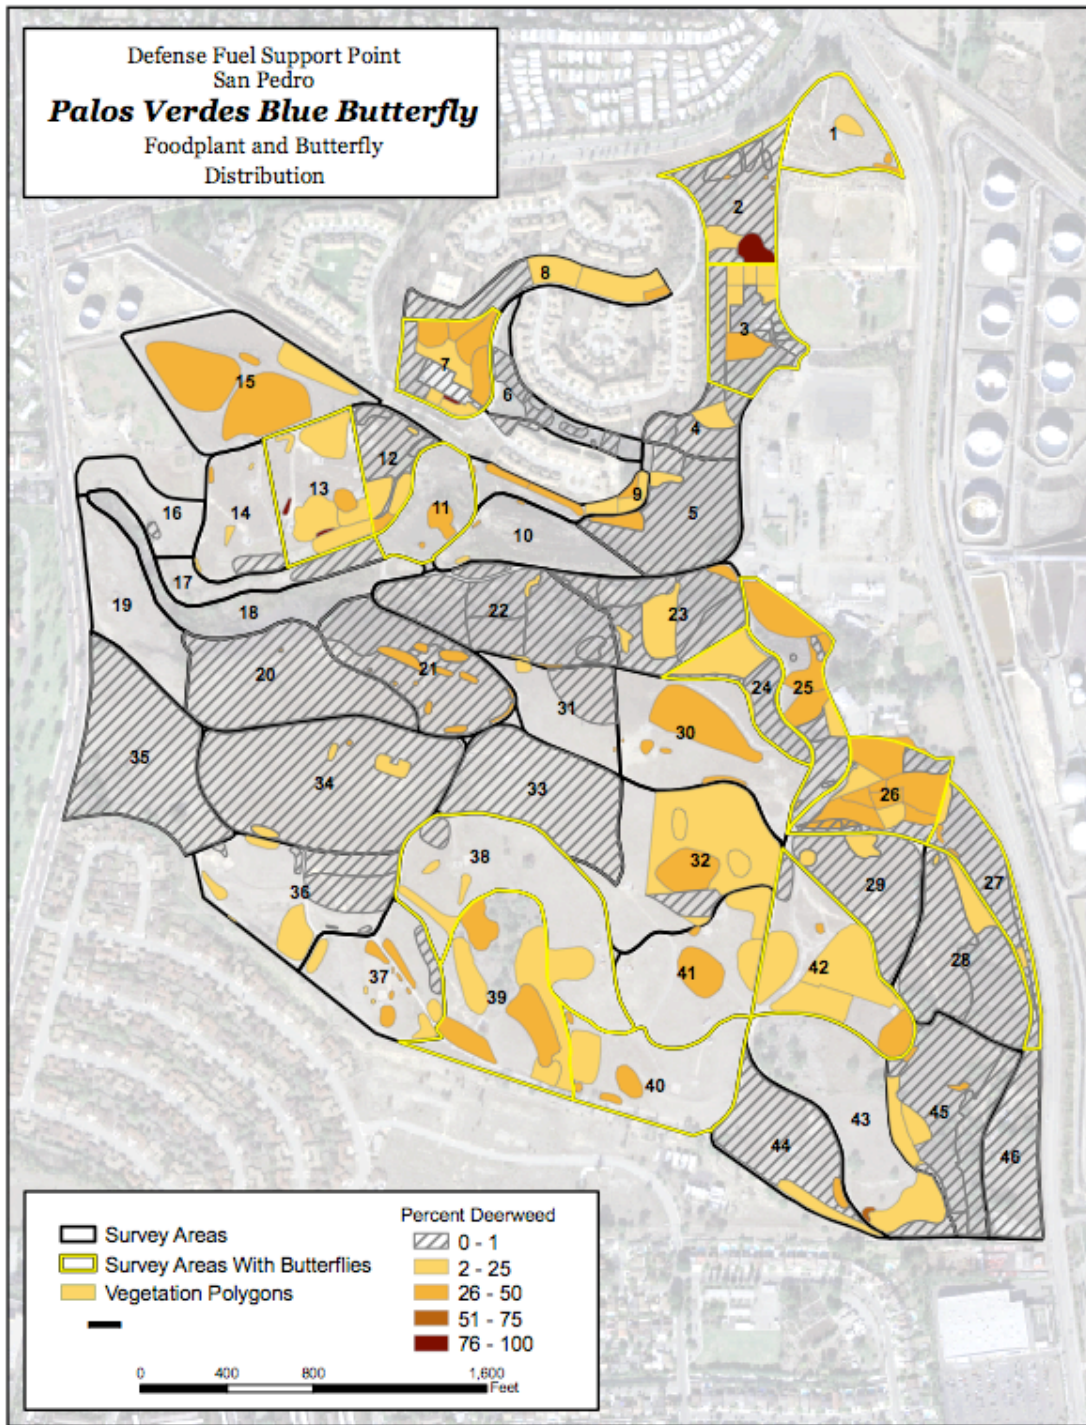 Defense Fuel Support Point
San Pedro
Palos Verdes Blue Butterfly
Foodplant and Butterfly
Distribution
1
2
3
4
5
6
7
8
9
10
11
12
13
14
15
16
17
18
19
20
21
22
23
24
25
26
27
28
29
30
31
32
33
34
35
36
37
38
39
40
41
42
43
44
45
46
Survey Areas
Survey Areas With Butterflies
Vegetation Polygons
Percent Deerweed
0 - 1
2 - 25
26 - 50
51 - 75
76 - 100
0 400 800 1,600
Feet